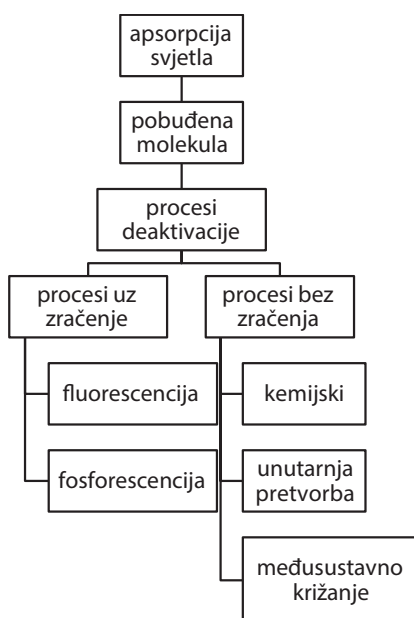 apsorpcija
svjetla
pobuđena
molekula
procesi
deaktivacije
procesi uz
zračenje
procesi bez
zračenja
fluorescencija
kemijski
fosforescencija
unutarnja
pretvorba
međusustavno
križanje